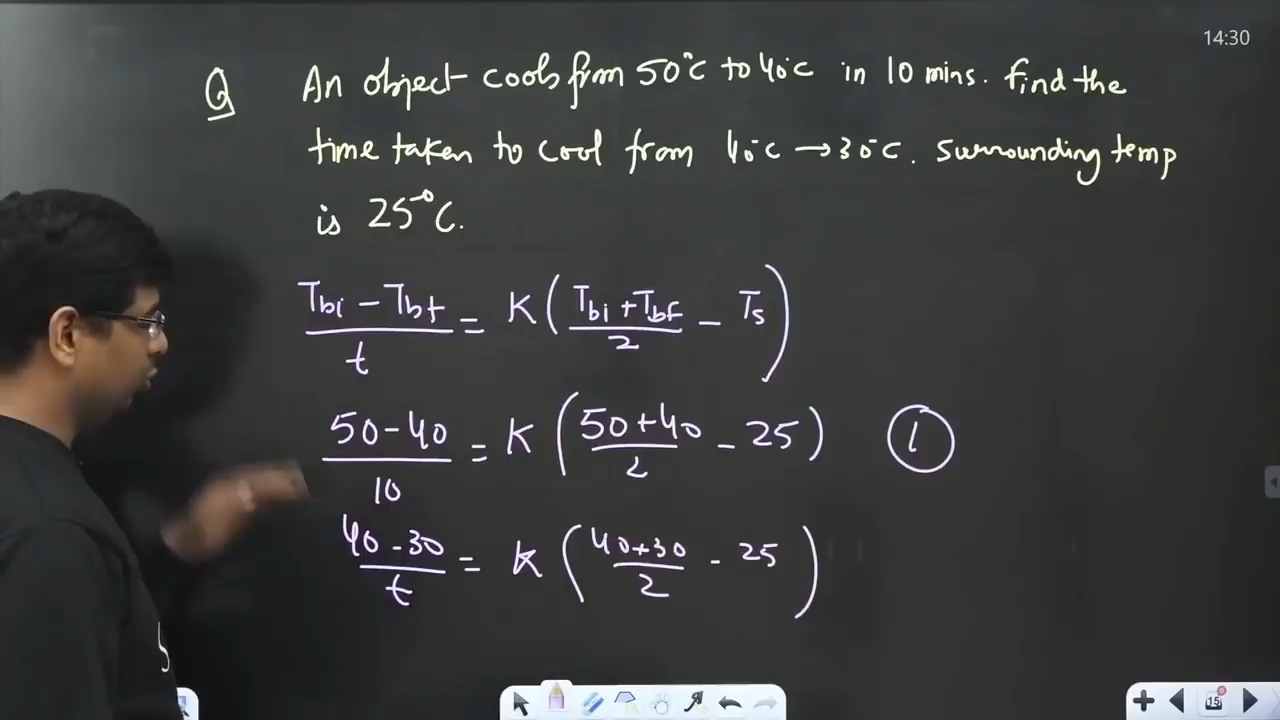 14:30
Q An object cools from 50°C to 40°C in 10 mins. find the
time taken to cool from 40°C → 30°C. surrounding temp
is 25°C.
(Tbi - Tbf)/t = K((Tbi + Tbf)/2 - Ts)
(50-40)/10 = K((50+40)/2 - 25) ①
(40-30)/t = K((40+30)/2 - 25)
15